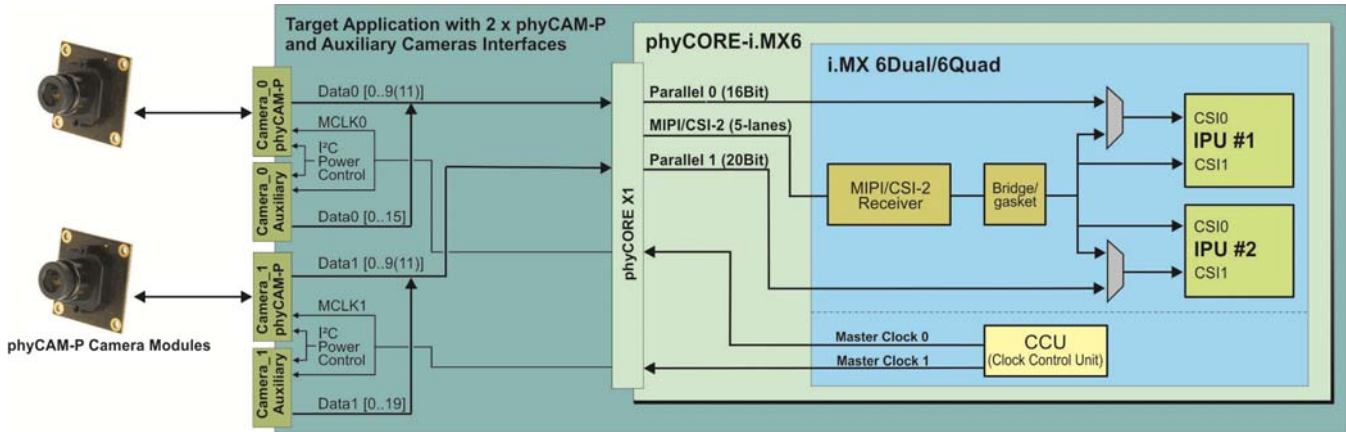 Target Application with 2 x phyCAM-P
and Auxiliary Cameras Interfaces
phyCORE-i.MX6
i.MX 6Dual/6Quad
Camera_0
phyCAM-P
Data0 [0..9(11)]
MCLK0
I²C
Power
Control
Camera_0
Auxiliary
Data0 [0..15]
Camera_1
phyCAM-P
Data1 [0..9(11)]
MCLK1
I²C
Power
Control
Camera_1
Auxiliary
Data1 [0..19]
phyCAM-P Camera Modules
phyCORE X1
Parallel 0 (16Bit)
MIPI/CSI-2 (5-lanes)
Parallel 1 (20Bit)
MIPI/CSI-2
Receiver
Bridge/
gasket
CSI0
IPU #1
CSI1
CSI0
IPU #2
CSI1
Master Clock 0
Master Clock 1
CCU
(Clock Control Unit)